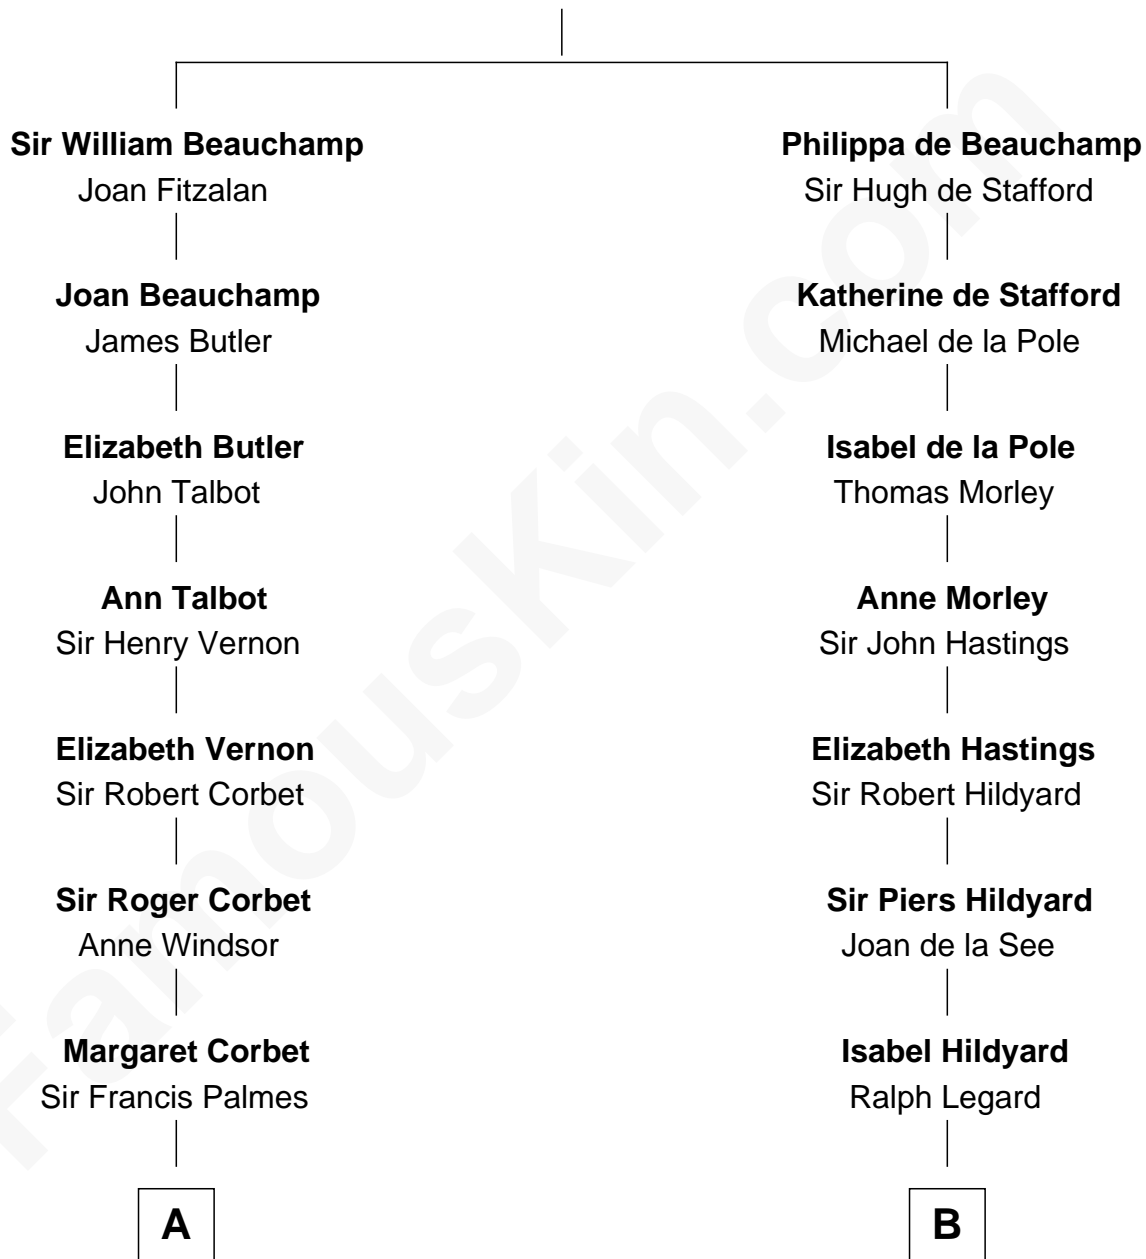 Sir William Beauchamp
Joan Fitzalan
Joan Beauchamp
James Butler
Elizabeth Butler
John Talbot
Ann Talbot
Sir Henry Vernon
Elizabeth Vernon
Sir Robert Corbet
Sir Roger Corbet
Anne Windsor
Margaret Corbet
Sir Francis Palmes
A
Philippa de Beauchamp
Sir Hugh de Stafford
Katherine de Stafford
Michael de la Pole
Isabel de la Pole
Thomas Morley
Anne Morley
Sir John Hastings
Elizabeth Hastings
Sir Robert Hildyard
Sir Piers Hildyard
Joan de la See
Isabel Hildyard
Ralph Legard
B
FamousKin.com